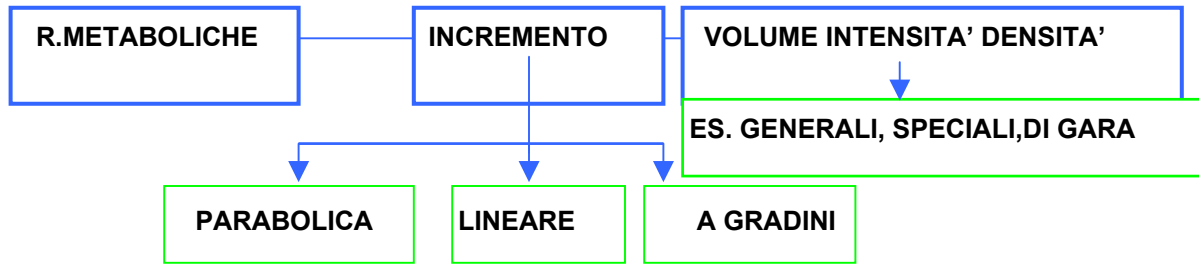 R.METABOLICHE
INCREMENTO
VOLUME INTENSITA’ DENSITA’
ES. GENERALI, SPECIALI,DI GARA
PARABOLICA
LINEARE
A GRADINI